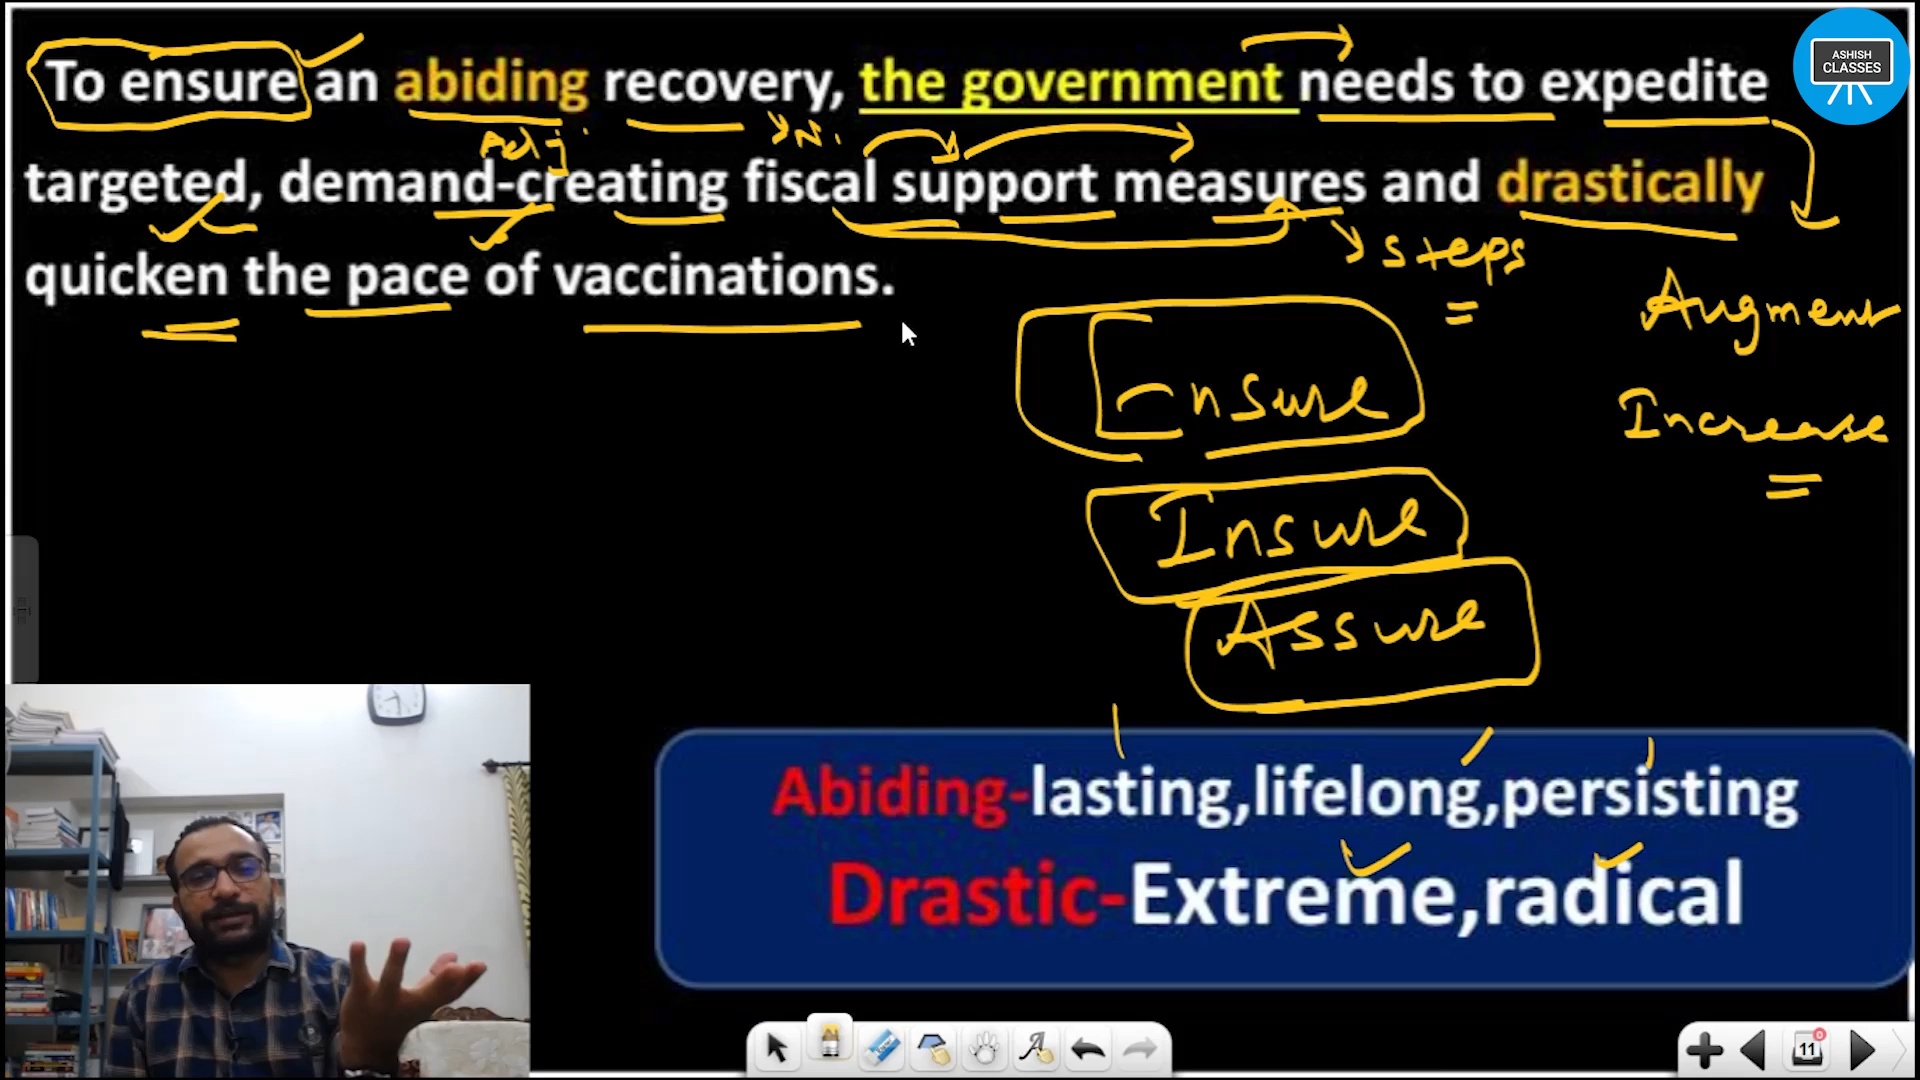 ASHISH
CLASSES
To ensure an abiding recovery, the government needs to expedite
Adj
N.
targeted, demand-creating fiscal support measures and drastically
steps
quicken the pace of vaccinations.
Augment
Increase
Ensure
Insure
Assure
Abiding-lasting,lifelong,persisting
Drastic-Extreme,radical
11
0